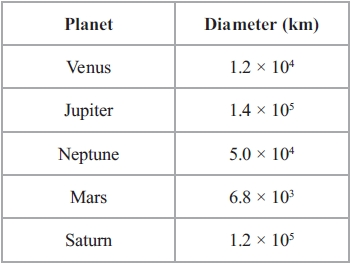 Planet Diameter (km)
Venus 1.2 × 10⁴
Jupiter 1.4 × 10⁵
Neptune 5.0 × 10⁴
Mars 6.8 × 10³
Saturn 1.2 × 10⁵